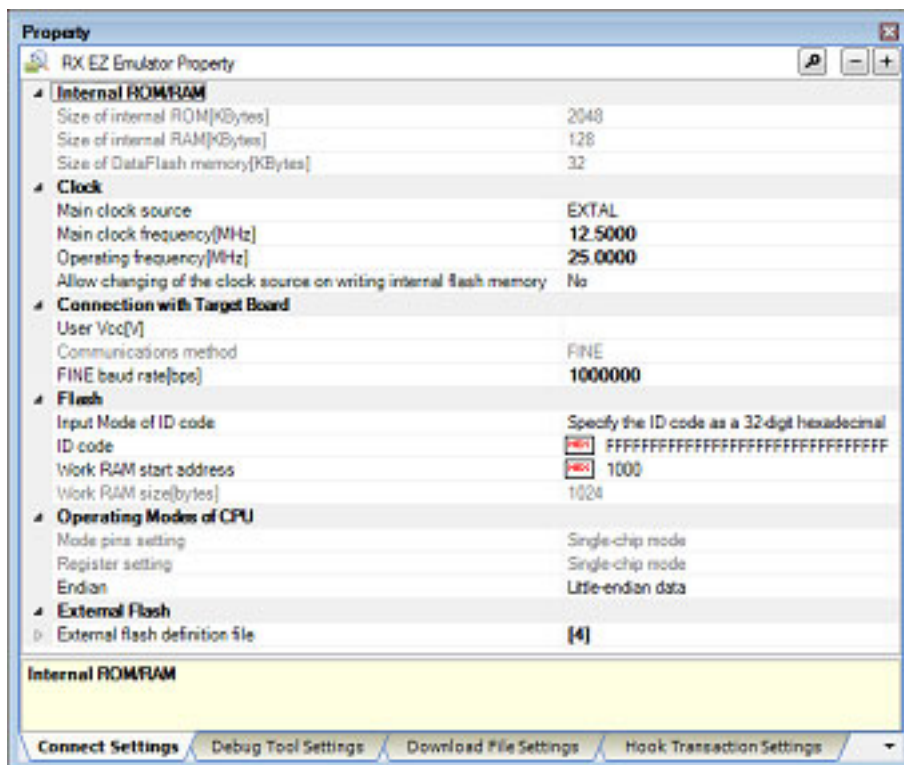 Property
RX EZ Emulator Property
Internal ROM/RAM
Size of internal ROM[KBytes] 2048
Size of internal RAM[KBytes] 128
Size of DataFlash memory[KBytes] 32
Clock
Main clock source EXTAL
Main clock frequency[MHz] 12.5000
Operating frequency[MHz] 25.0000
Allow changing of the clock source on writing internal flash memory No
Connection with Target Board
User Vcc[V]
Communications method FINE
FINE baud rate[bps] 1000000
Flash
Input Mode of ID code Specify the ID code as a 32-digit hexadecimal
ID code HEX FFFFFFFFFFFFFFFFFFFFFFFFFFFFFFFF
Work RAM start address HEX 1000
Work RAM size[bytes] 1024
Operating Modes of CPU
Mode pins setting Single-chip mode
Register setting Single-chip mode
Endian Little-endian data
External Flash
External flash definition file [4]
Internal ROM/RAM
Connect Settings Debug Tool Settings Download File Settings Hook Transaction Settings